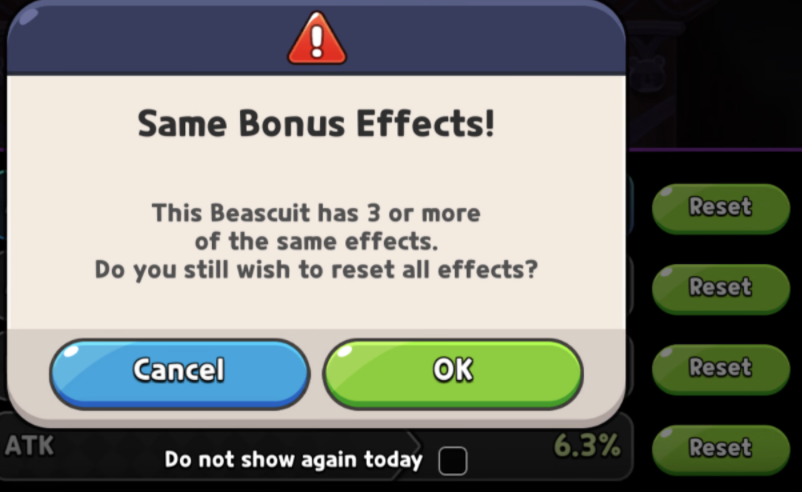 Same Bonus Effects!
This Beascuit has 3 or more
of the same effects.
Do you still wish to reset all effects?
Reset
Reset
Cancel
OK
Reset
ATK
6.3%
Reset
Do not show again today